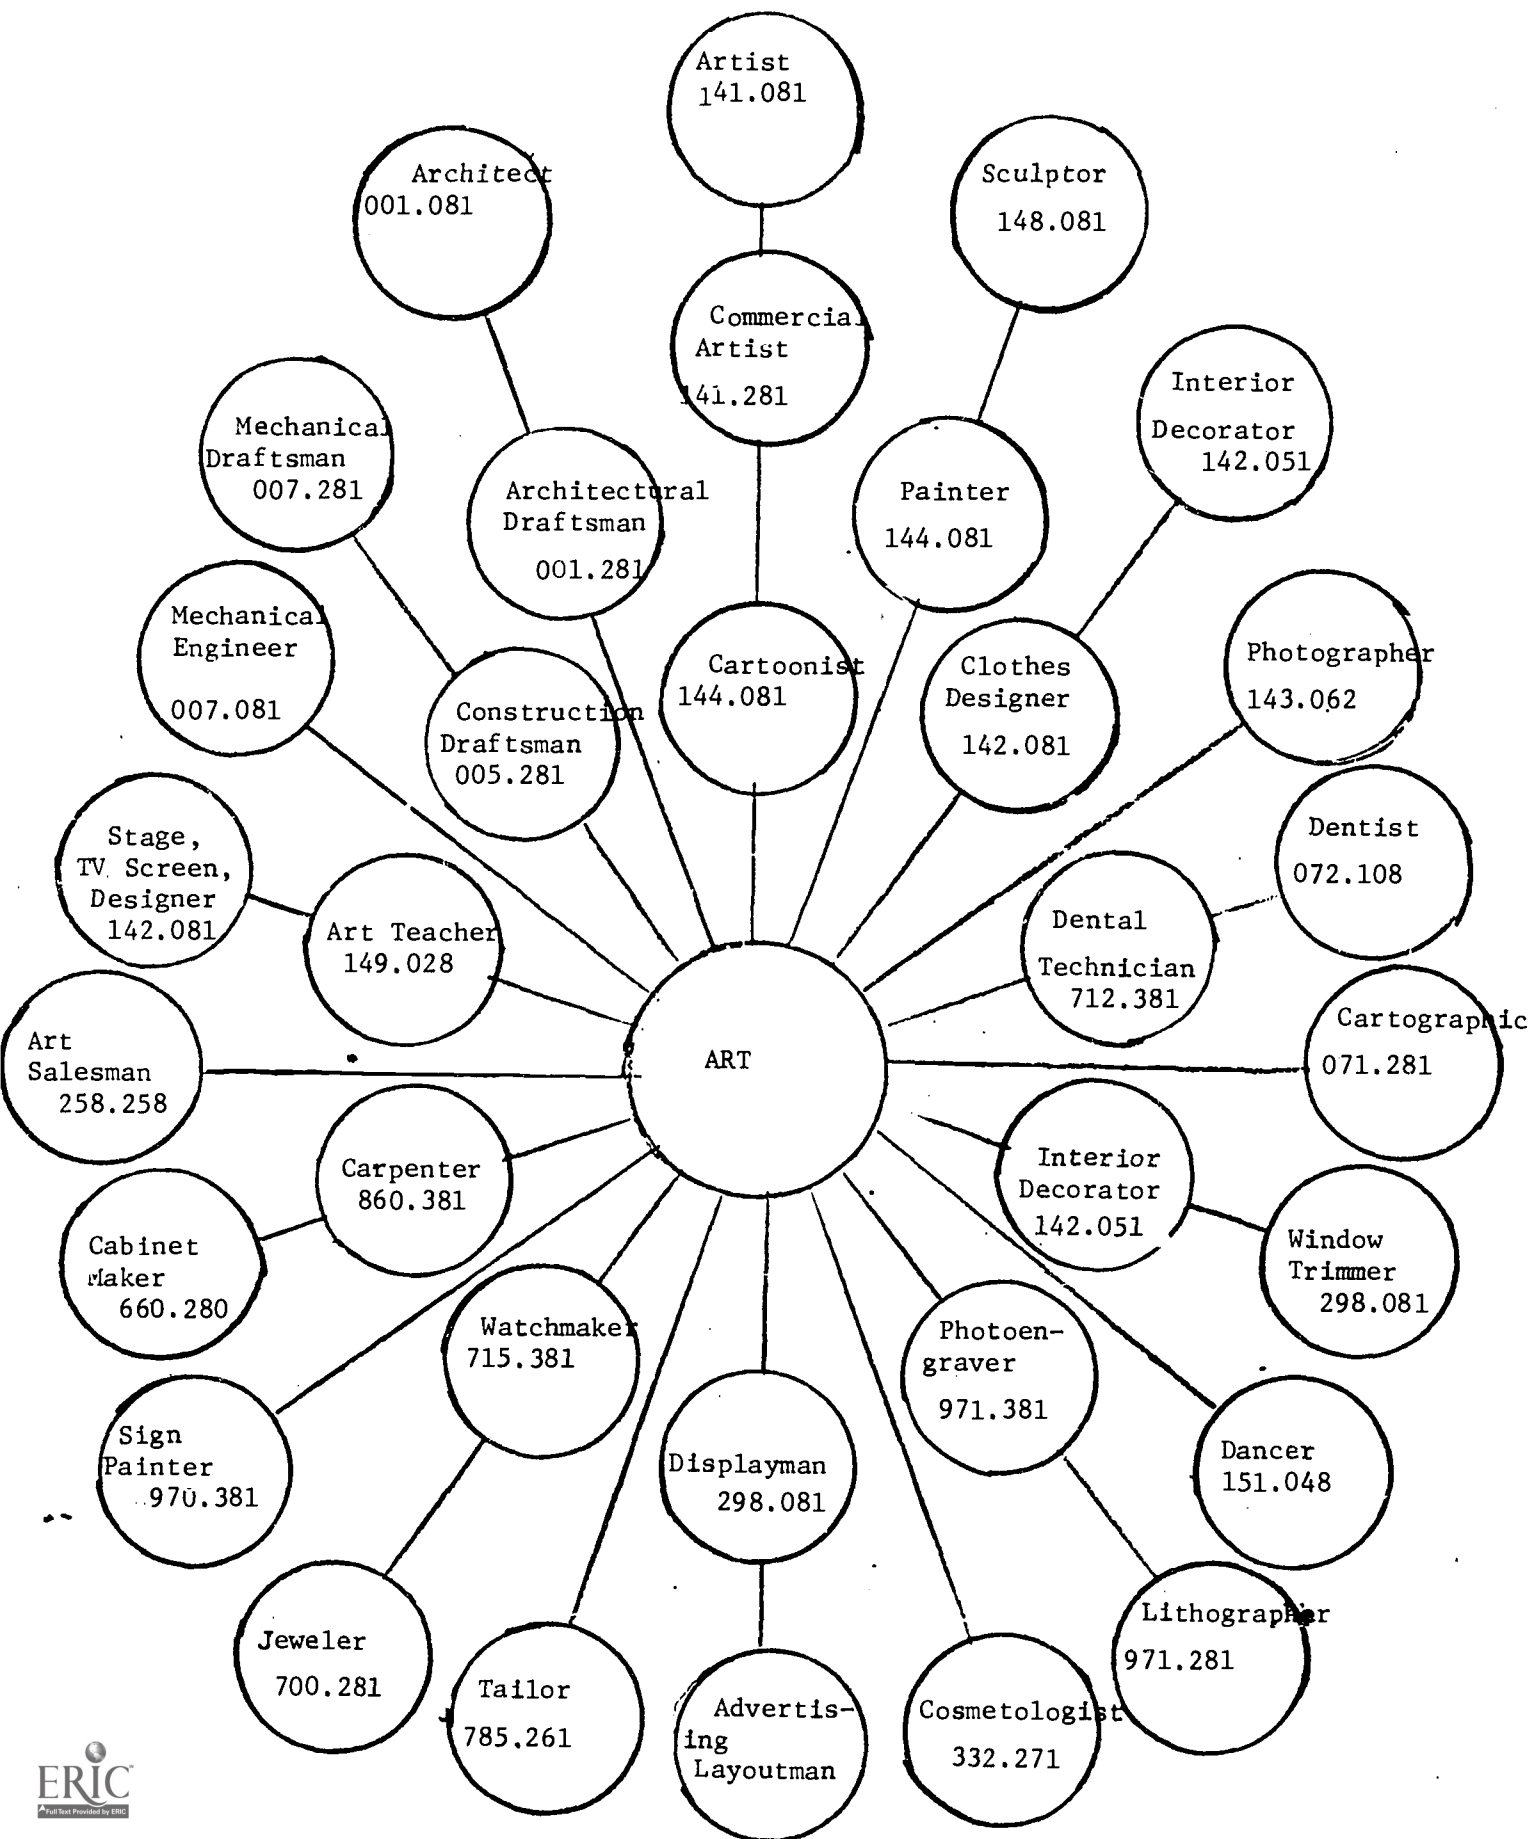 Artist
141.081
Architect
001.081
Sculptor
148.081
Commercial
Artist
141.281
Interior
Decorator
142.051
Mechanical
Draftsman
007.281
Architectural
Draftsman
001.281
Painter
144.081
Mechanical
Engineer
007.081
Construction
Draftsman
005.281
Cartoonist
144.081
Clothes
Designer
142.081
Photographer
143.062
Stage,
TV Screen,
Designer
142.081
Art Teacher
149.028
Dental
Technician
712.381
Dentist
072.108
Art
Salesman
258.258
ART
Cartographic
071.281
Carpenter
860.381
Interior
Decorator
142.051
Cabinet
Maker
660.280
Window
Trimmer
298.081
Watchmaker
715.381
Photoen-
graver
971.381
Sign
Painter
970.381
Displayman
298.081
Dancer
151.048
Jeweler
700.281
Tailor
785.261
Advertis-
ing
Layoutman
Cosmetologist
332.271
Lithographer
971.281
ERIC
Full Text Provided by ERIC